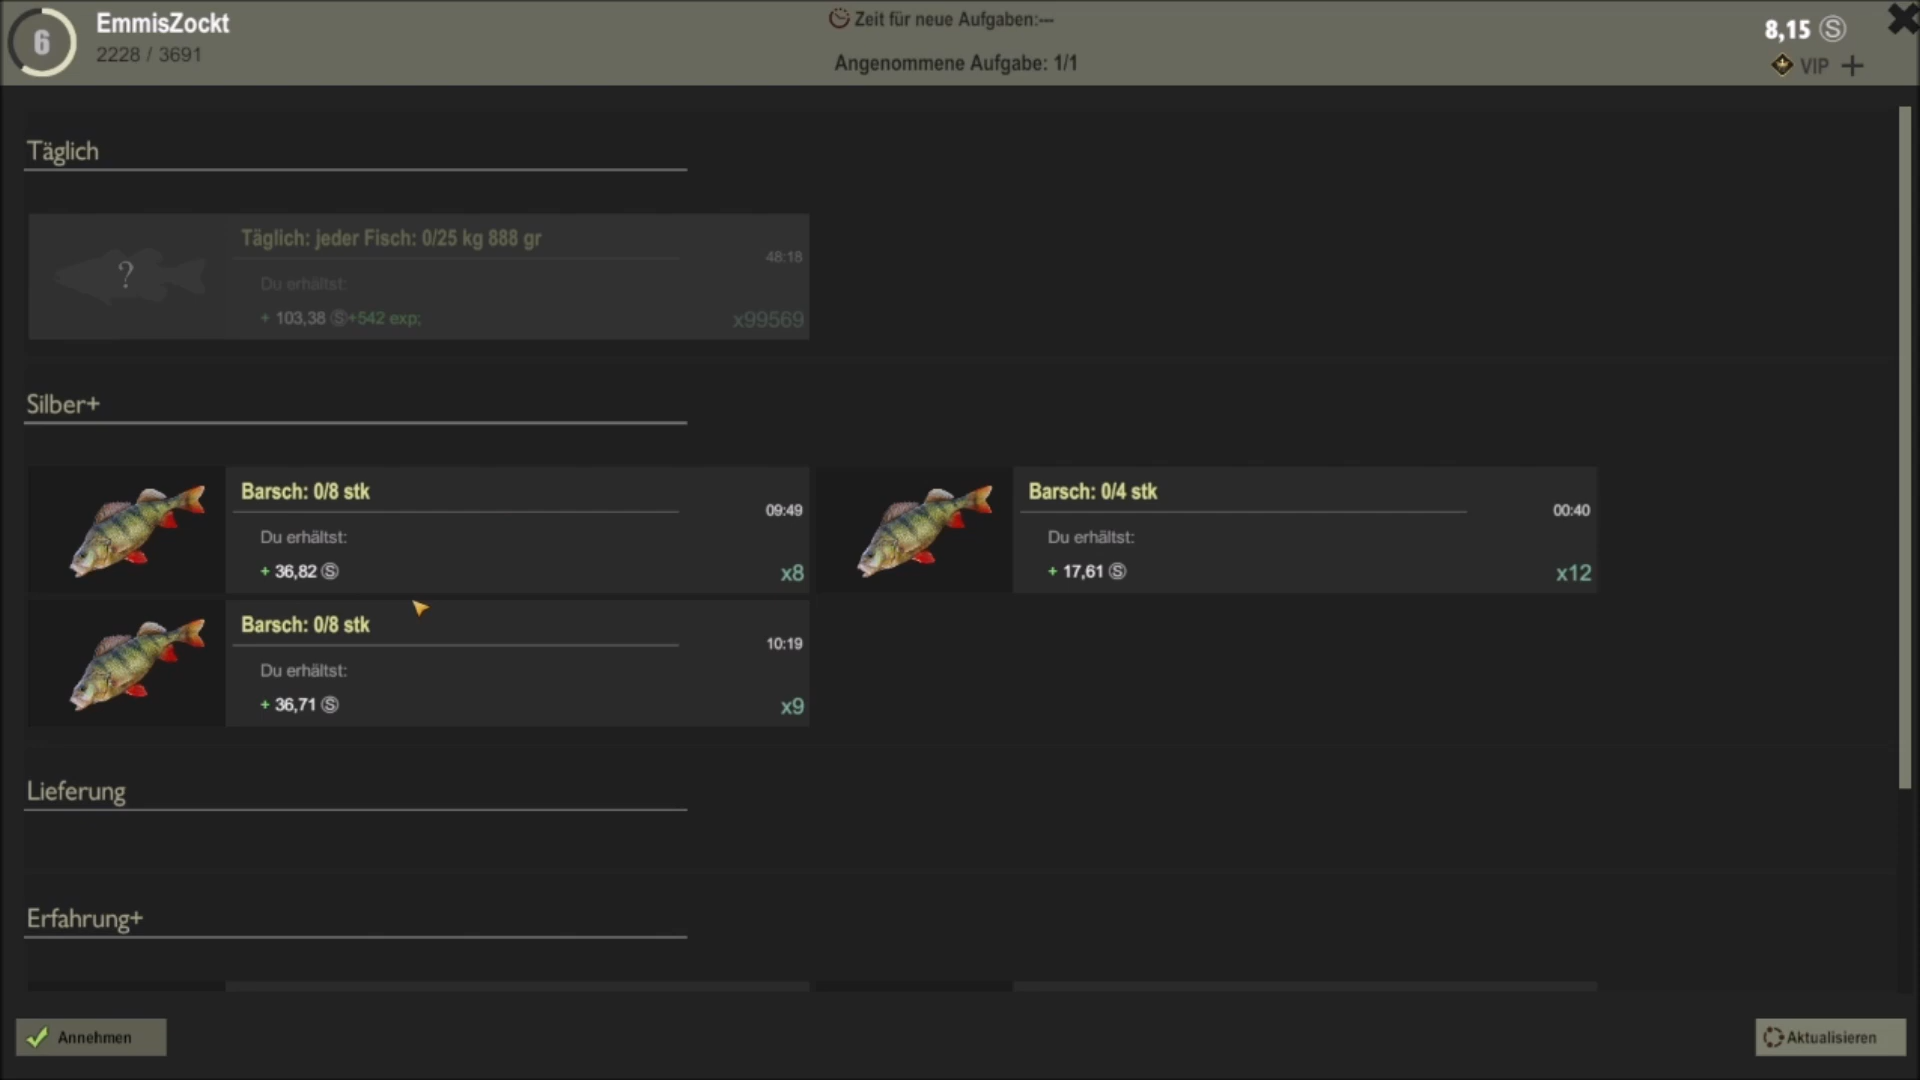 6
EmmisZockt
2228 / 3691
Zeit für neue Aufgaben:---
Angenommene Aufgabe: 1/1
8,15 Ⓢ
VIP +
Täglich
?
Täglich: jeder Fisch: 0/25 kg 888 gr
48:18
Du erhältst:
+ 103,38 Ⓢ+542 exp;
x99569
Silber+
Barsch: 0/8 stk
09:49
Du erhältst:
+ 36,82 Ⓢ
x8
Barsch: 0/4 stk
00:40
Du erhältst:
+ 17,61 Ⓢ
x12
Barsch: 0/8 stk
10:19
Du erhältst:
+ 36,71 Ⓢ
x9
Lieferung
Erfahrung+
Annehmen
Aktualisieren